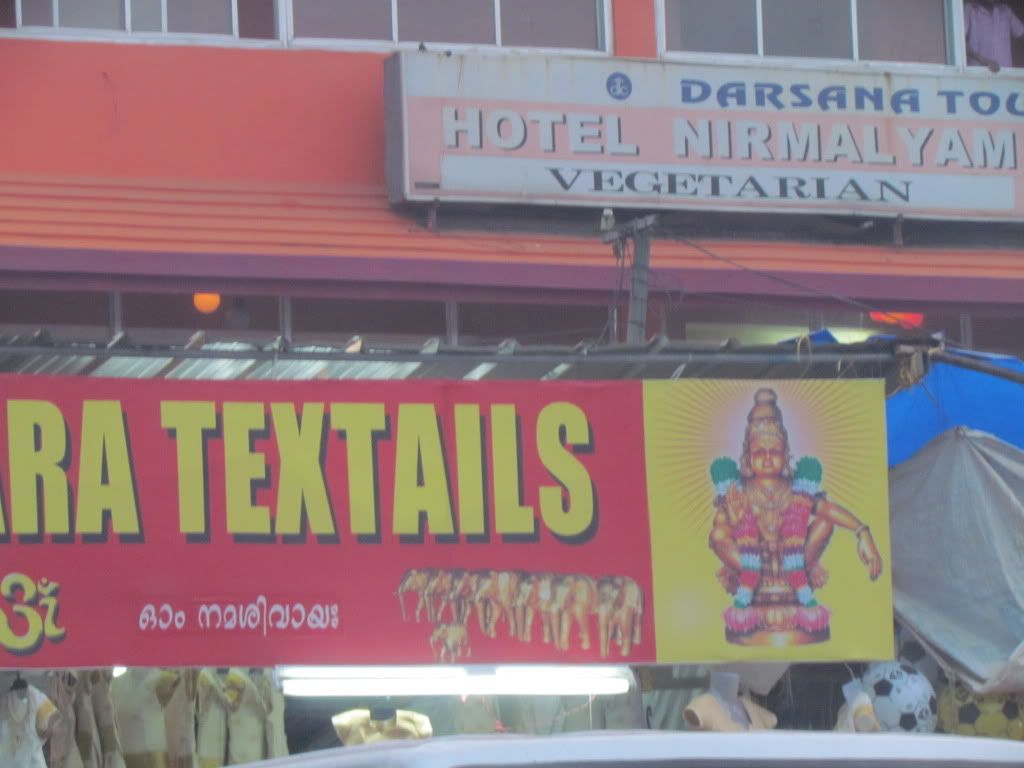 DARSANA TOU
HOTEL NIRMALYAM
VEGETARIAN
ARA TEXTAILS
ഓം നമശിവായഃ